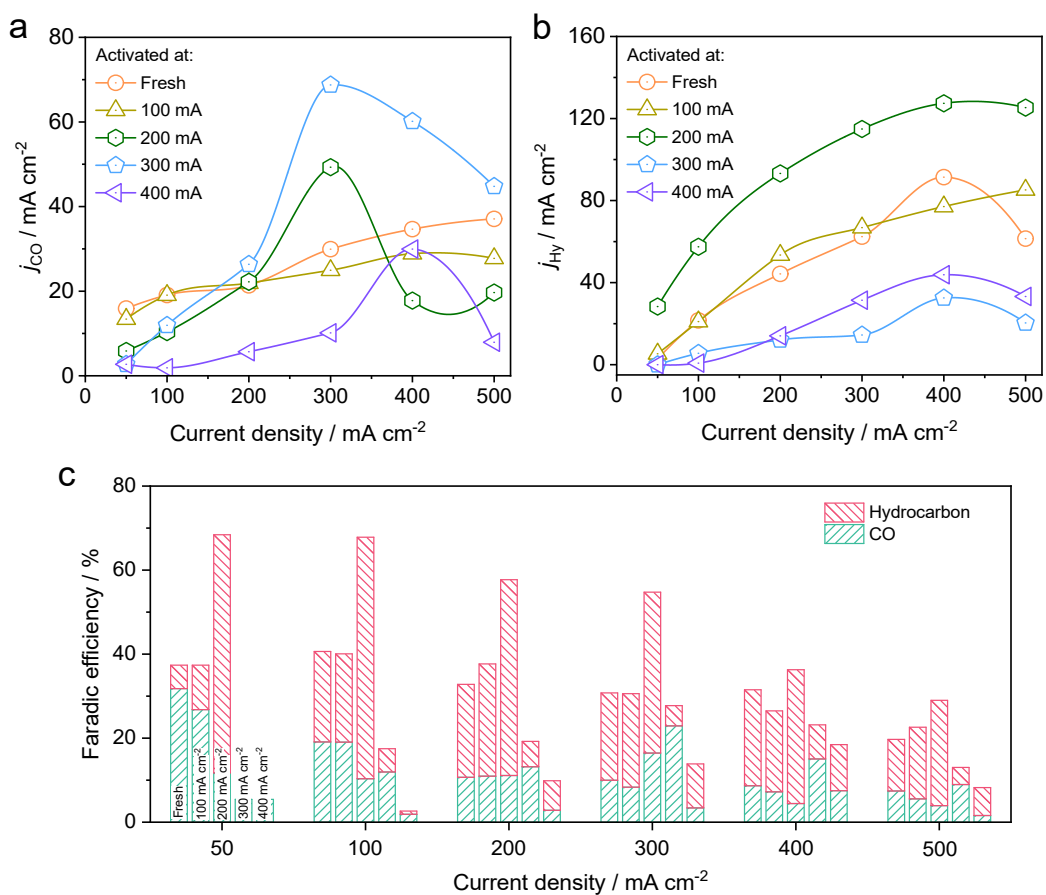 a
80
60
40
20
0
j_CO / mA cm⁻²
Activated at:
Fresh
100 mA
200 mA
300 mA
400 mA
0 100 200 300 400 500
Current density / mA cm⁻²
b
160
120
80
40
0
j_Hy / mA cm⁻²
Activated at:
Fresh
100 mA
200 mA
300 mA
400 mA
0 100 200 300 400 500
Current density / mA cm⁻²
c
80
60
40
20
0
Faradic efficiency / %
Hydrocarbon
CO
Fresh
100 mA cm⁻²
200 mA cm⁻²
300 mA cm⁻²
400 mA cm⁻²
50 100 200 300 400 500
Current density / mA cm⁻²